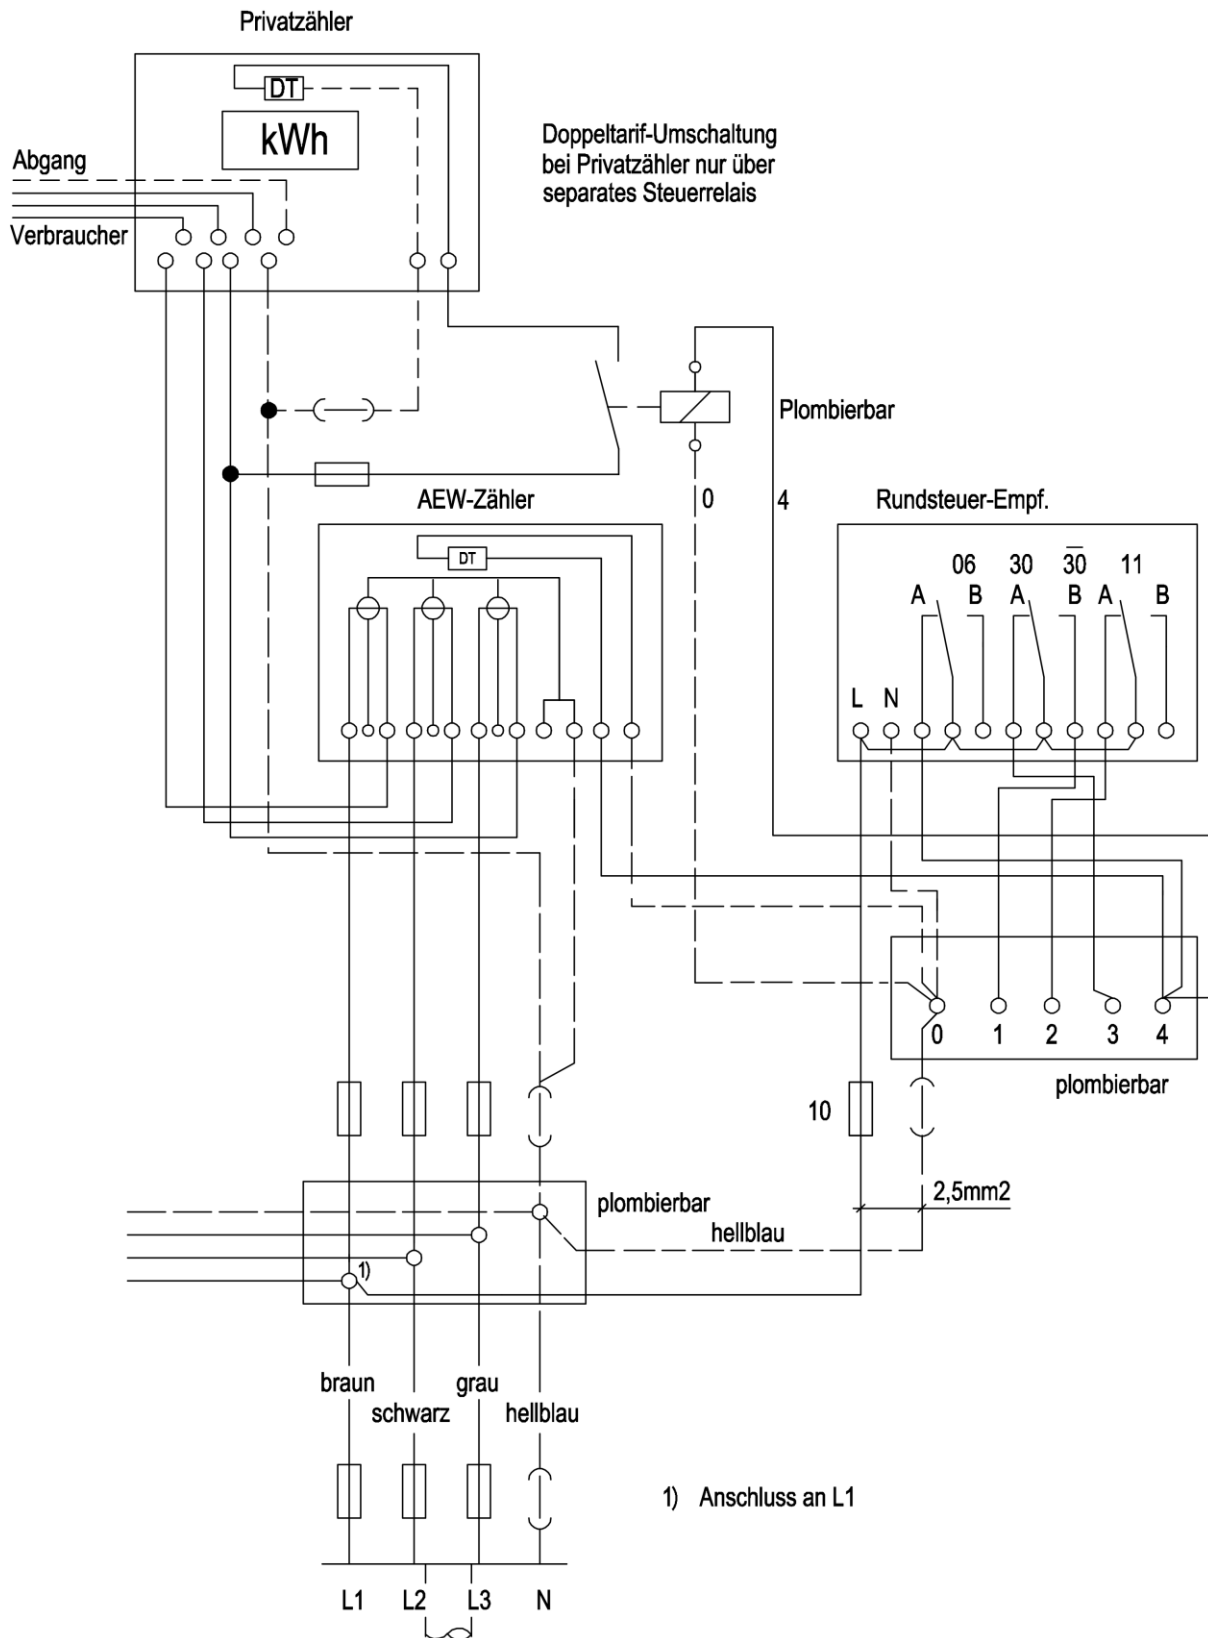 Privatzähler
DT
kWh
Doppeltarif-Umschaltung
bei Privatzähler nur über
separates Steuerrelais
Abgang
Verbraucher
Plombierbar
AEW-Zähler
0
4
Rundsteuer-Empf.
DT
06 30 30 11
A B A B A B
L N
0 1 2 3 4
plombierbar
10
2,5mm2
plombierbar
hellblau
1)
braun
grau
schwarz
hellblau
1) Anschluss an L1
L1 L2 L3 N